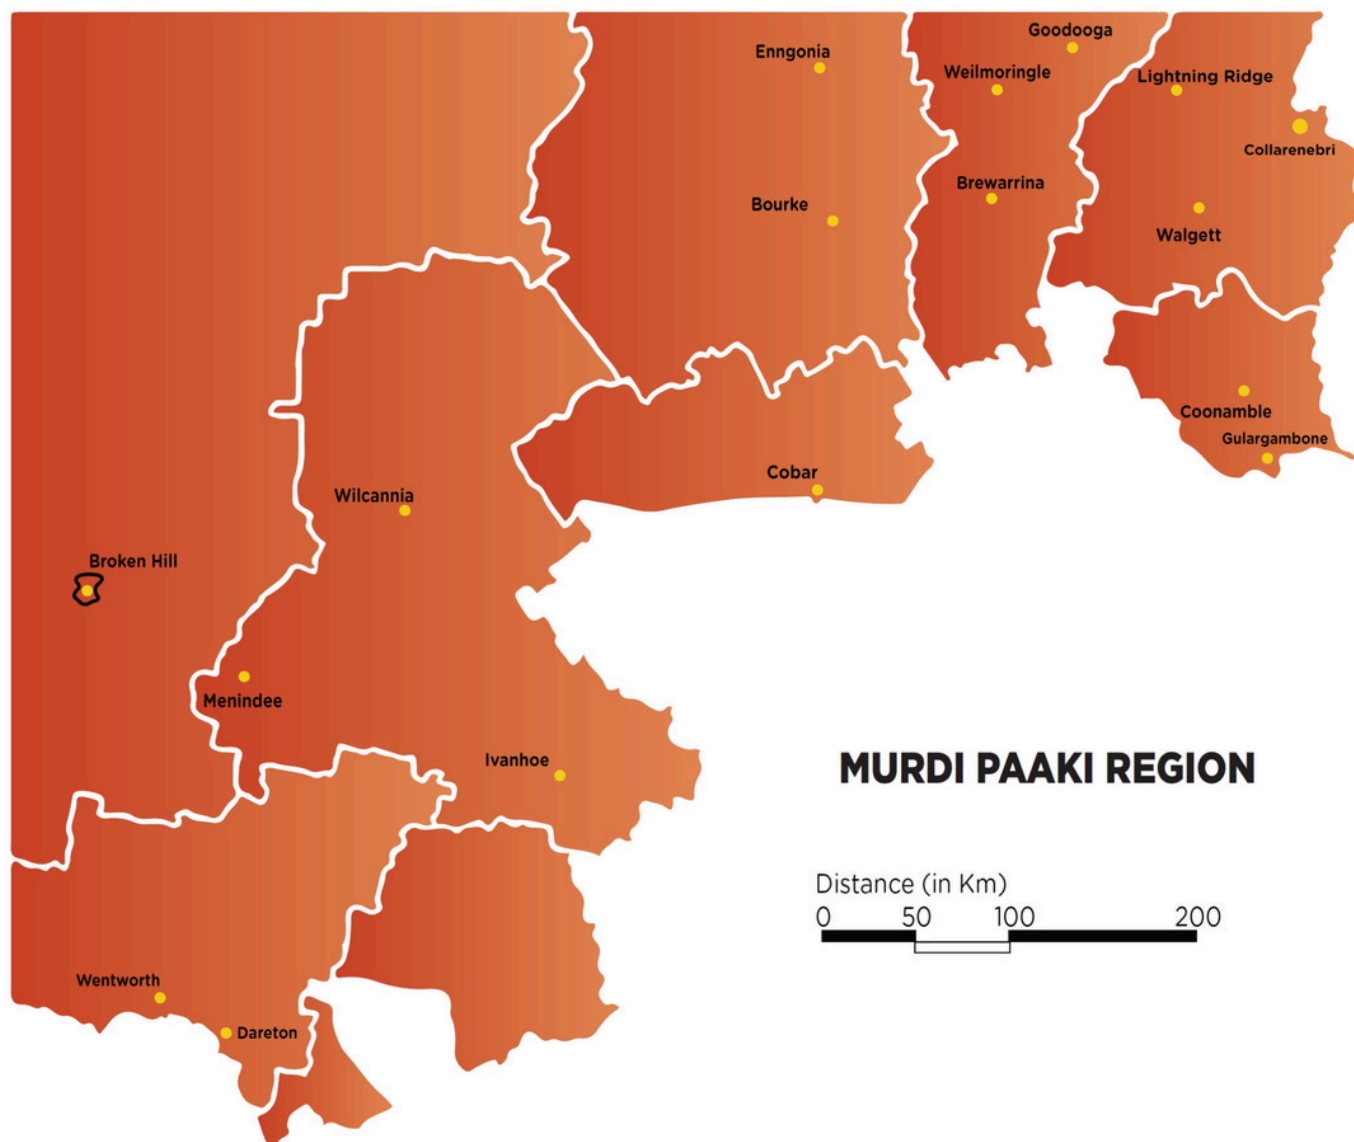 Goodooga
Enngonia
Weilmoringle
Lightning Ridge
Collarenebri
Brewarrina
Bourke
Walgett
Coonamble
Gulargambone
Cobar
Wilcannia
Broken Hill
Menindee
Ivanhoe
MURDI PAAKI REGION
Distance (in Km)
0 50 100 200
Wentworth
Dareton